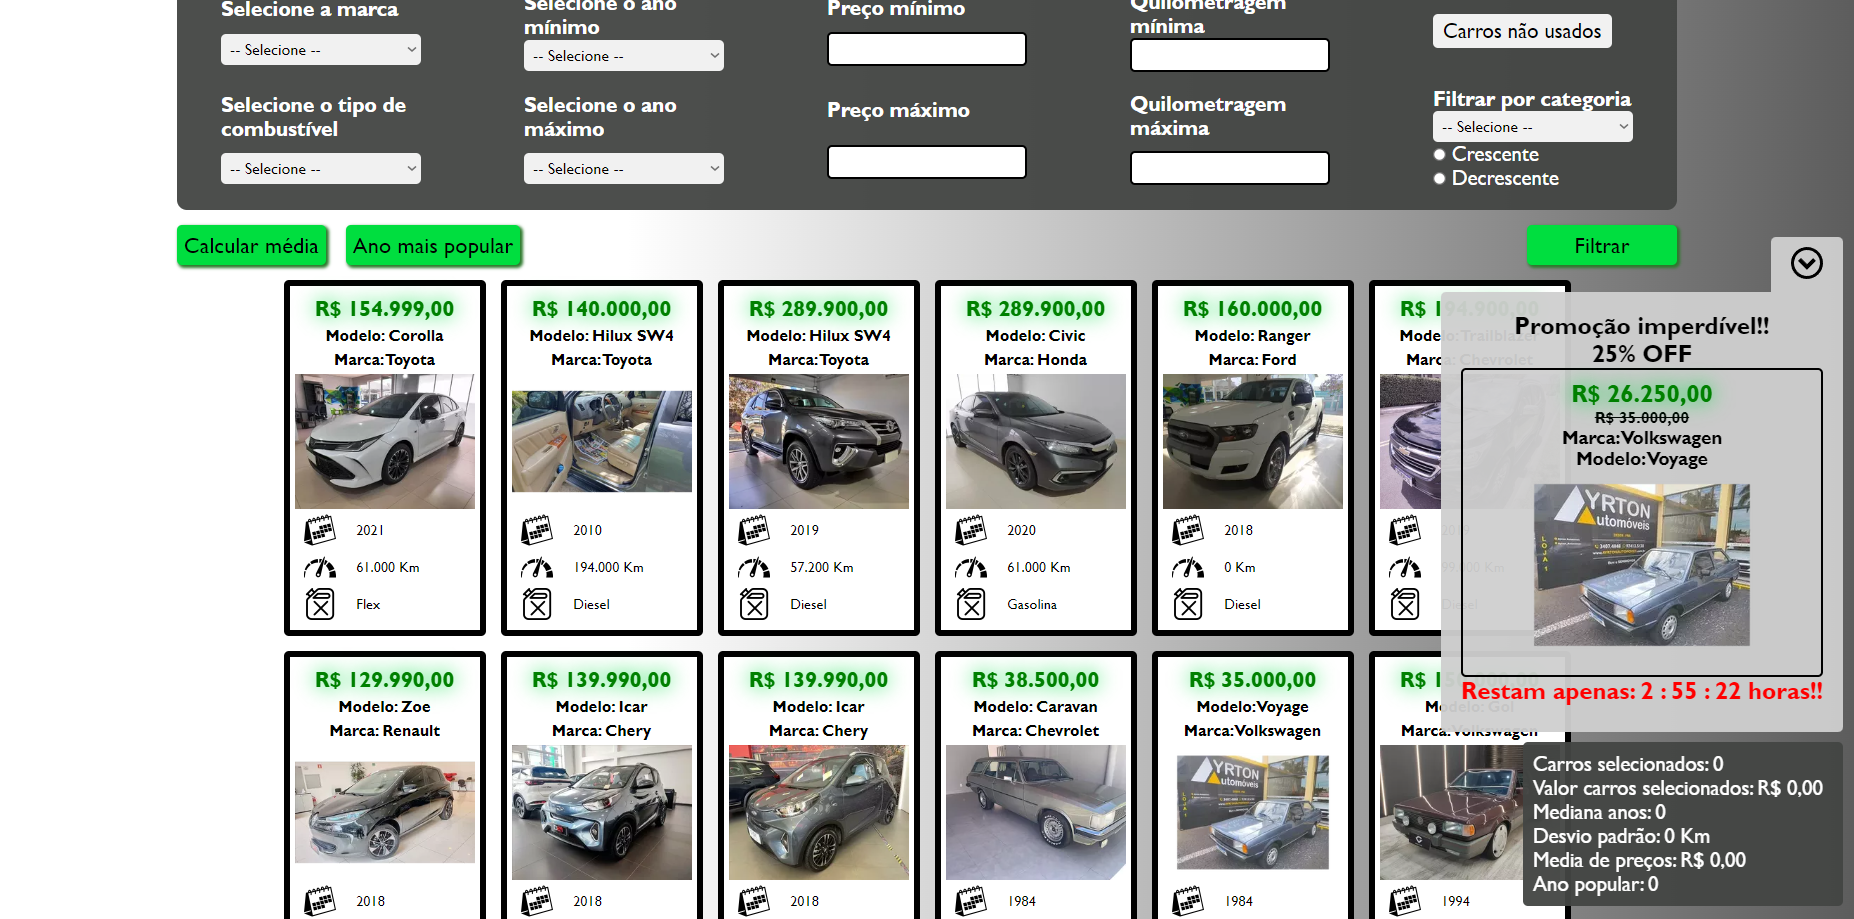 Selecione a marca
-- Selecione --
Selecione o ano
mínimo
-- Selecione --
Preço mínimo
Quilometragem
mínima
Carros não usados
Selecione o tipo de
combustível
-- Selecione --
Selecione o ano
máximo
-- Selecione --
Preço máximo
Quilometragem
máxima
Filtrar por categoria
-- Selecione --
Crescente
Decrescente
Calcular média
Ano mais popular
Filtrar
R$ 154.999,00
Modelo: Corolla
Marca: Toyota
2021
61.000 Km
Flex
R$ 140.000,00
Modelo: Hilux SW4
Marca: Toyota
2010
194.000 Km
Diesel
R$ 289.900,00
Modelo: Hilux SW4
Marca: Toyota
2019
57.200 Km
Diesel
R$ 289.900,00
Modelo: Civic
Marca: Honda
2020
61.000 Km
Gasolina
R$ 160.000,00
Modelo: Ranger
Marca: Ford
2018
0 Km
Diesel
R$ 194.900,00
Modelo: Trailblazer
Marca: Chevrolet
Diesel
Promoção imperdível!!
25% OFF
R$ 26.250,00
R$ 35.000,00
Marca: Volkswagen
Modelo: Voyage
AYRTON
Automóveis
LOJA 1
Restam apenas: 2 : 55 : 22 horas!!
R$ 129.990,00
Modelo: Zoe
Marca: Renault
2018
R$ 139.990,00
Modelo: Icar
Marca: Chery
2018
R$ 139.990,00
Modelo: Icar
Marca: Chery
2018
R$ 38.500,00
Modelo: Caravan
Marca: Chevrolet
1984
R$ 35.000,00
Modelo: Voyage
Marca: Volkswagen
AYRTON
Automóveis
1984
R$
Modelo: Gol
Marca: Volkswagen
1994
Carros selecionados: 0
Valor carros selecionados: R$ 0,00
Mediana anos: 0
Desvio padrão: 0 Km
Media de preços: R$ 0,00
Ano popular: 0